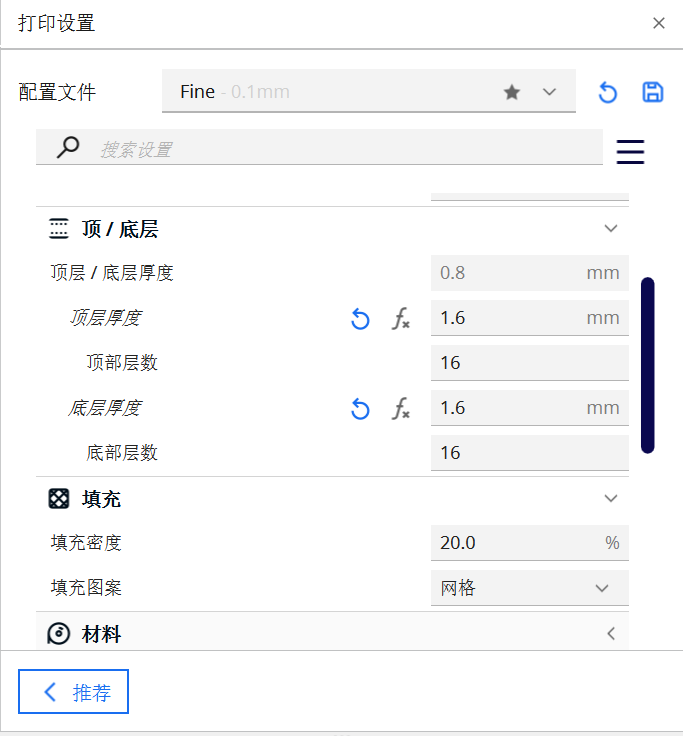 打印设置
配置文件 Fine - 0.1mm
搜索设置
顶 / 底层
顶层 / 底层厚度 0.8 mm
顶层厚度 1.6 mm
顶部层数 16
底层厚度 1.6 mm
底部层数 16
填充
填充密度 20.0 %
填充图案 网格
材料
推荐